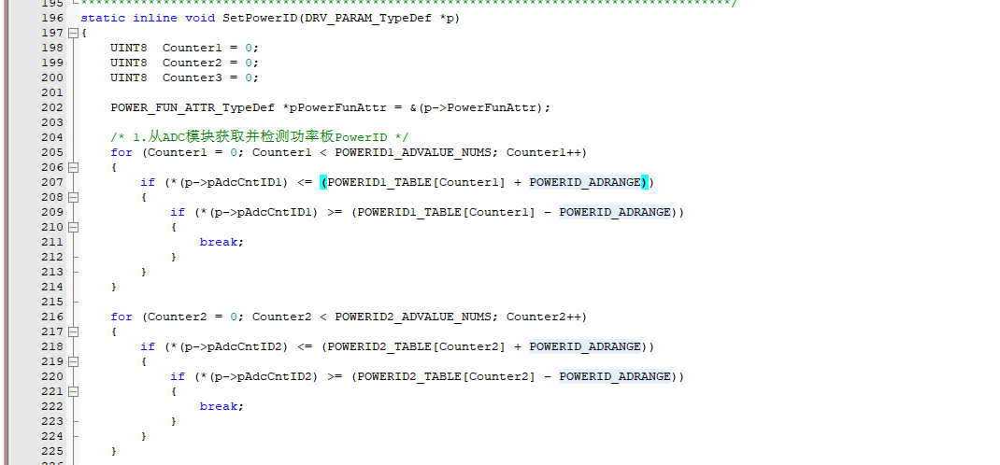 195 *****************************************************************************************/
196 static inline void SetPowerID(DRV_PARAM_TypeDef *p)
197 {
198     UINT8  Counter1 = 0;
199     UINT8  Counter2 = 0;
200     UINT8  Counter3 = 0;
201
202     POWER_FUN_ATTR_TypeDef *pPowerFunAttr = &(p->PowerFunAttr);
203
204     /* 1.从ADC模块获取并检测功率板PowerID */
205     for (Counter1 = 0; Counter1 < POWERID1_ADVALUE_NUMS; Counter1++)
206     {
207         if (*(p->pAdcCntID1) <= (POWERID1_TABLE[Counter1] + POWERID_ADRANGE))
208         {
209             if (*(p->pAdcCntID1) >= (POWERID1_TABLE[Counter1] - POWERID_ADRANGE))
210             {
211                 break;
212             }
213         }
214     }
215
216     for (Counter2 = 0; Counter2 < POWERID2_ADVALUE_NUMS; Counter2++)
217     {
218         if (*(p->pAdcCntID2) <= (POWERID2_TABLE[Counter2] + POWERID_ADRANGE))
219         {
220             if (*(p->pAdcCntID2) >= (POWERID2_TABLE[Counter2] - POWERID_ADRANGE))
221             {
222                 break;
223             }
224         }
225     }